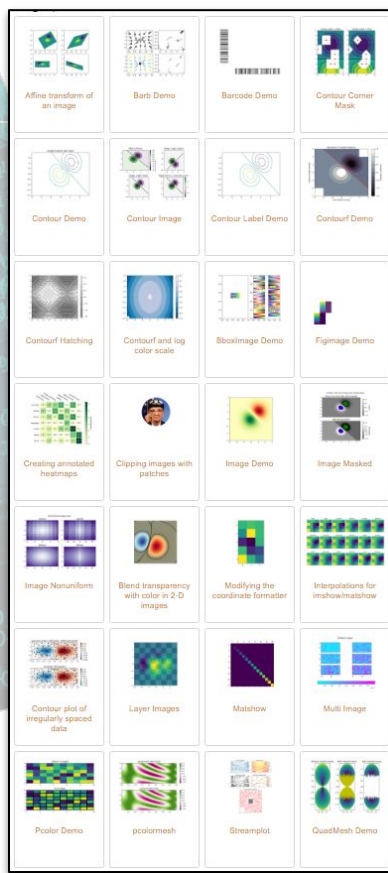 Affine transform of
an image
Barb Demo
Barcode Demo
Contour Corner
Mask
Contour Demo
Contour Image
Contour Label Demo
Contourf Demo
Contourf Hatching
Contourf and log
color scale
BboxImage Demo
Figimage Demo
Creating annotated
heatmaps
Clipping images with
patches
Image Demo
Image Masked
Image Nonuniform
Blend transparency
with color in 2-D
images
Modifying the
coordinate formatter
Interpolations for
imshow/matshow
Contour plot of
irregularly spaced
data
Layer Images
Matshow
Multi Image
Pcolor Demo
pcolormesh
Streamplot
QuadMesh Demo